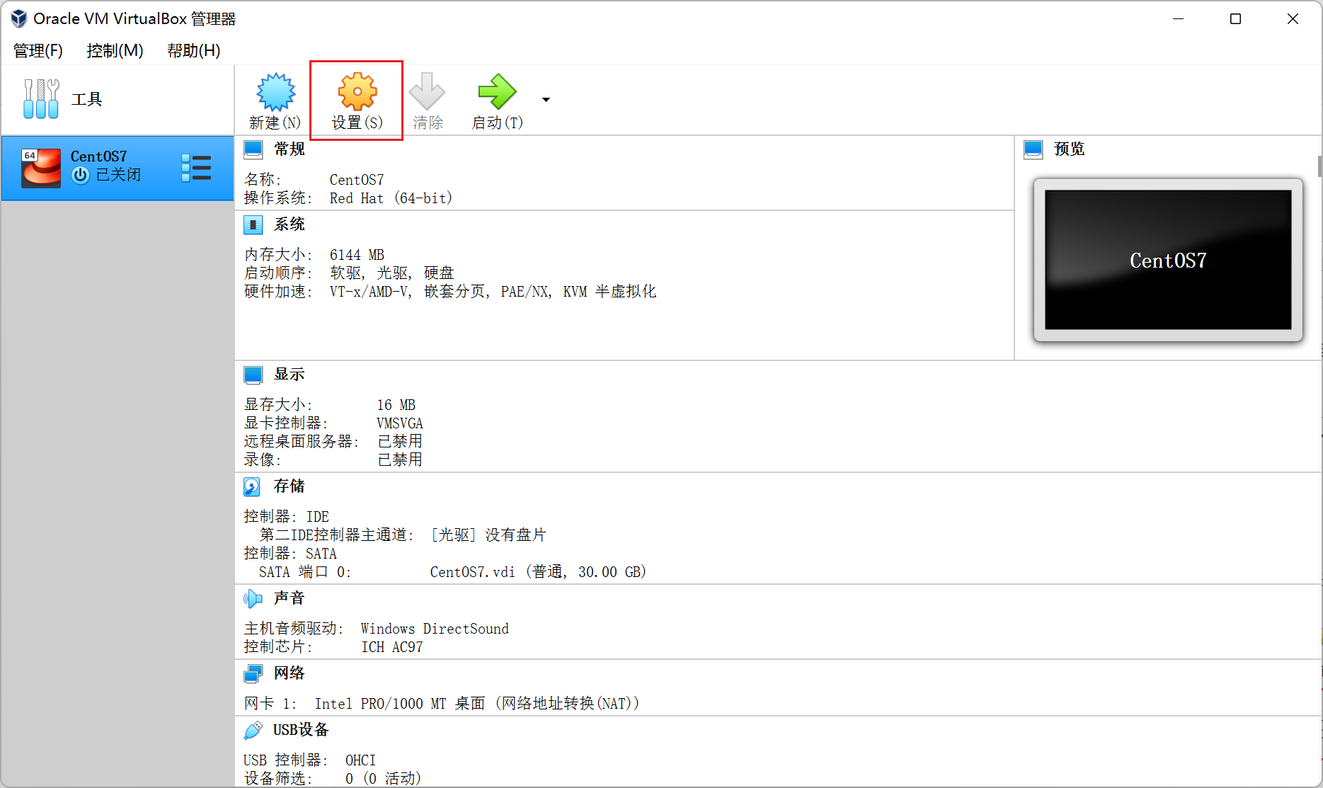 Oracle VM VirtualBox 管理器
管理(F) 控制(M) 帮助(H)
工具
新建(N) 设置(S) 清除 启动(T)
64
CentOS7
已关闭
常规
名称: CentOS7
操作系统: Red Hat (64-bit)
系统
内存大小: 6144 MB
启动顺序: 软驱, 光驱, 硬盘
硬件加速: VT-x/AMD-V, 嵌套分页, PAE/NX, KVM 半虚拟化
预览
CentOS7
显示
显存大小: 16 MB
显卡控制器: VMSVGA
远程桌面服务器: 已禁用
录像: 已禁用
存储
控制器: IDE
第二IDE控制器主通道: [光驱] 没有盘片
控制器: SATA
SATA 端口 0: CentOS7.vdi (普通, 30.00 GB)
声音
主机音频驱动: Windows DirectSound
控制芯片: ICH AC97
网络
网卡 1: Intel PRO/1000 MT 桌面 (网络地址转换(NAT))
USB设备
USB 控制器: OHCI
设备筛选: 0 (0 活动)